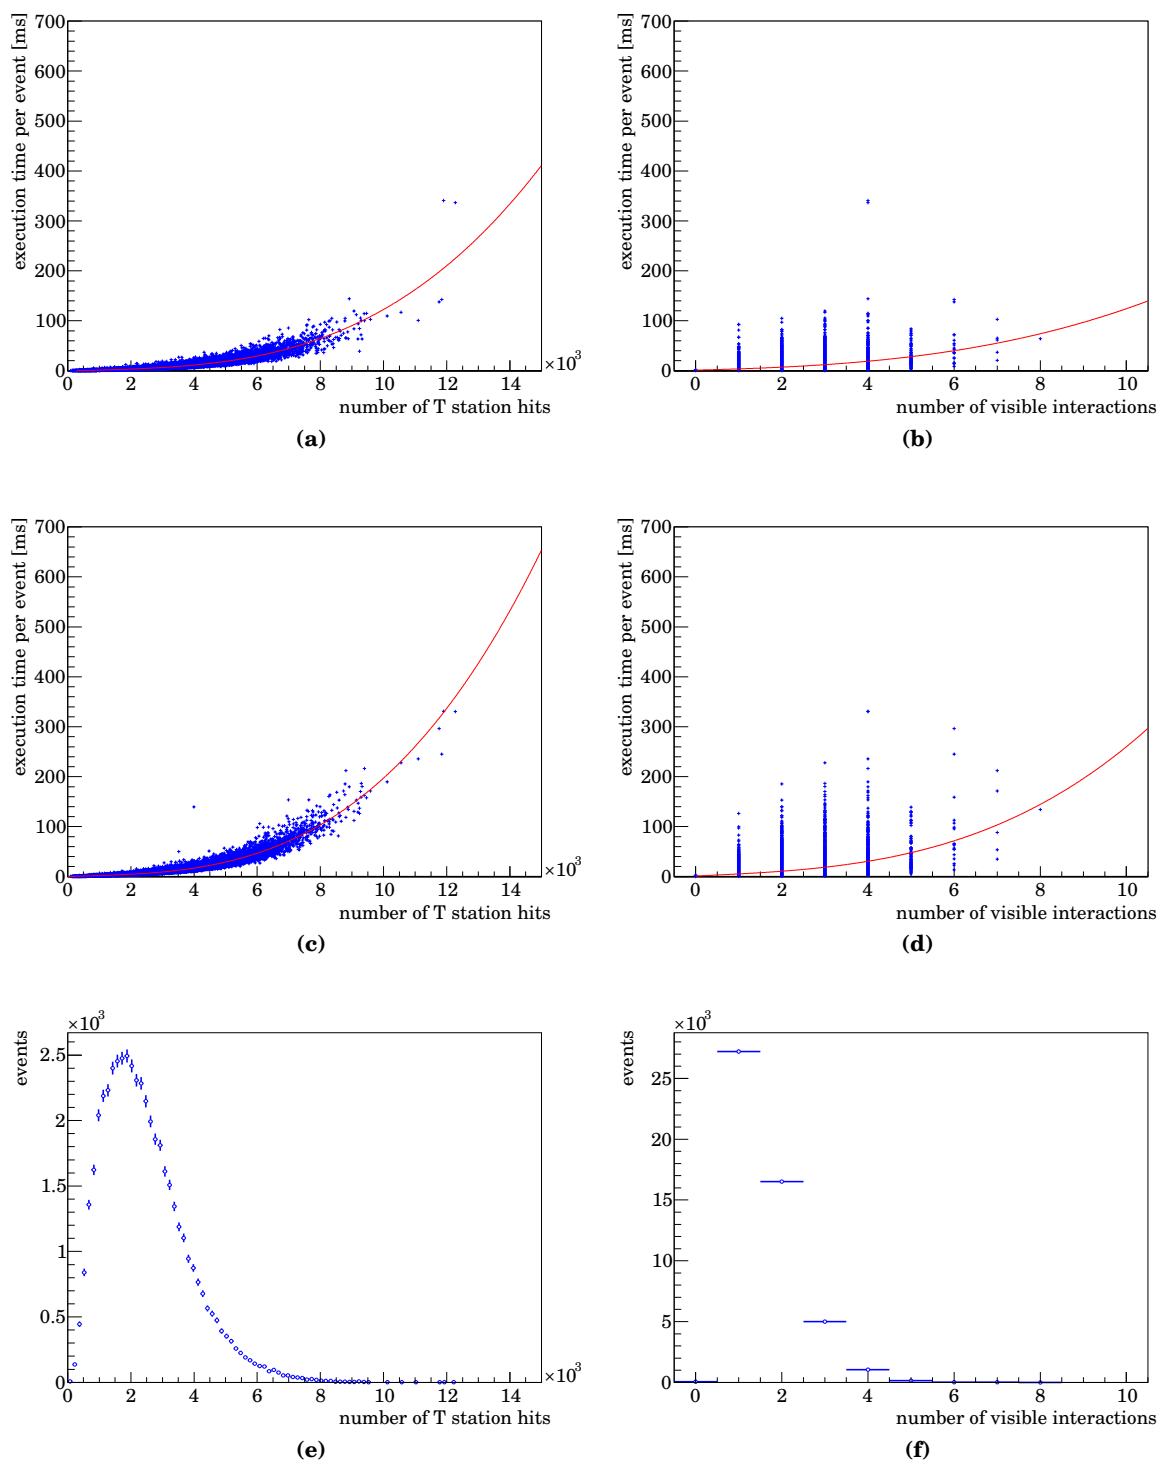 execution time per event [ms]
700
600
500
400
300
200
100
0
0 2 4 6 8 10 12 14
×10³
number of T station hits
(a)
execution time per event [ms]
700
600
500
400
300
200
100
0
0 2 4 6 8 10
number of visible interactions
(b)
execution time per event [ms]
700
600
500
400
300
200
100
0
0 2 4 6 8 10 12 14
×10³
number of T station hits
(c)
execution time per event [ms]
700
600
500
400
300
200
100
0
0 2 4 6 8 10
number of visible interactions
(d)
×10³
events
2.5
2
1.5
1
0.5
0
0 2 4 6 8 10 12 14
×10³
number of T station hits
(e)
×10³
events
25
20
15
10
5
0
0 2 4 6 8 10
number of visible interactions
(f)